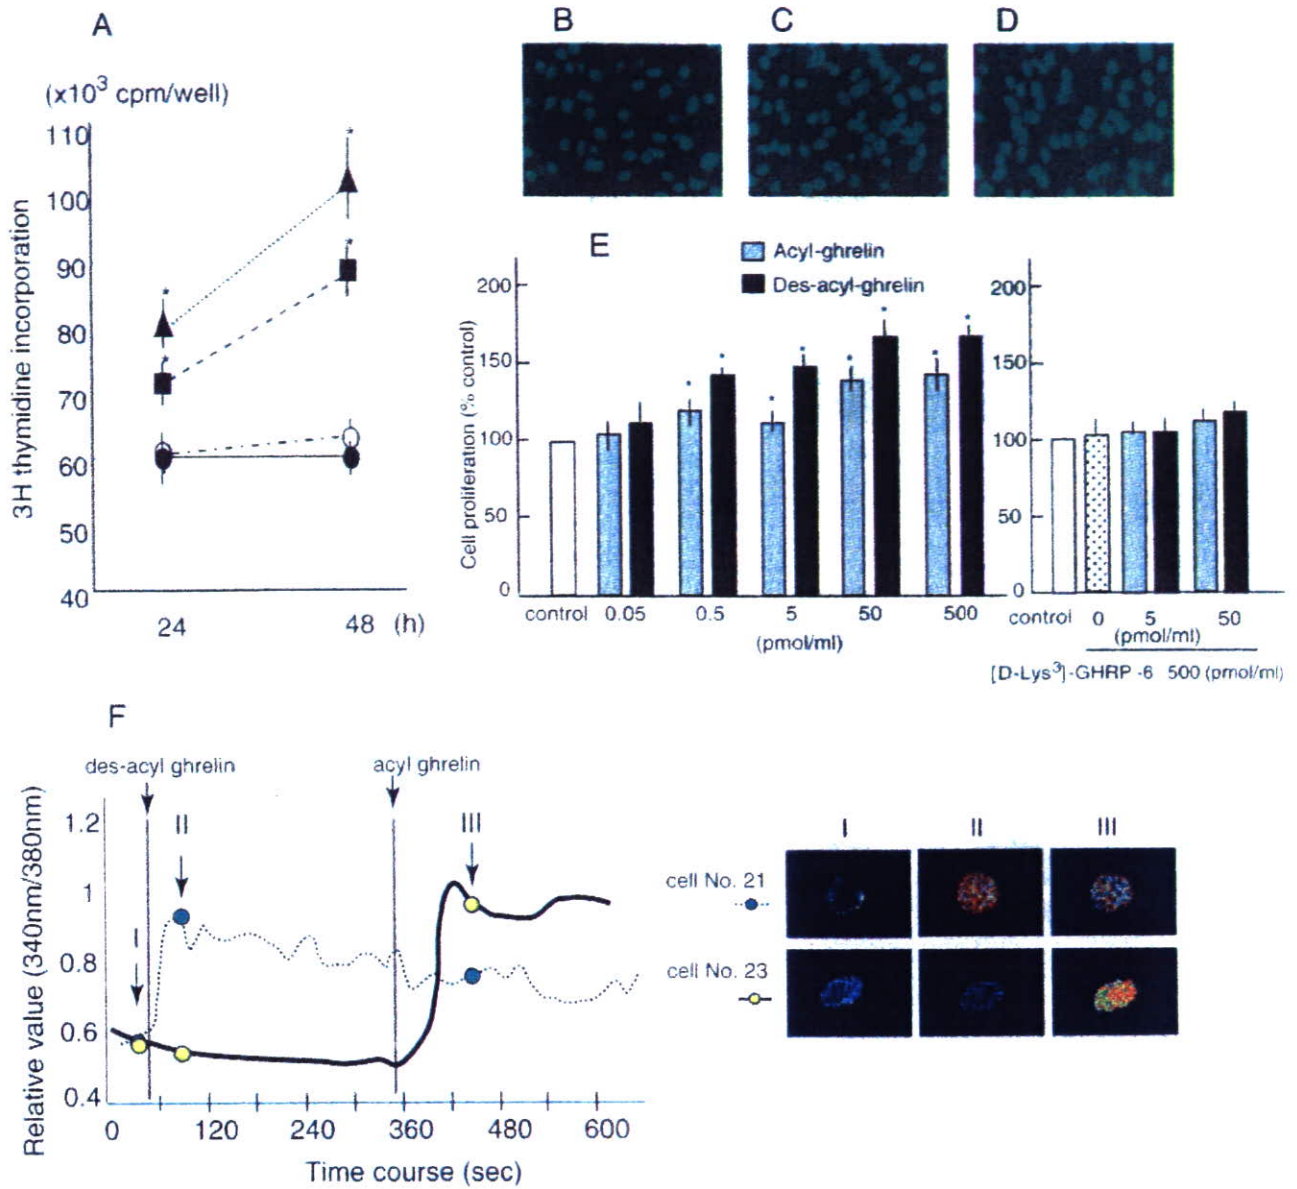 A
(x10³ cpm/well)
3H thymidine incorporation
110
100
90
80
70
60
50
40
24 48 (h)
B C D
E
Acyl-ghrelin
Des-acyl-ghrelin
Cell proliferation (% control)
200
150
100
50
0
control 0.05 0.5 5 50 500
(pmol/ml)
200
150
100
50
0
control 0 5 50
(pmol/ml)
[D-Lys³]-GHRP -6 500 (pmol/ml)
F
des-acyl ghrelin acyl ghrelin
Relative value (340nm/380nm)
1.2
1
0.8
0.6
0.4
I II III
0 120 240 360 480 600
Time course (sec)
I II III
cell No. 21
cell No. 23